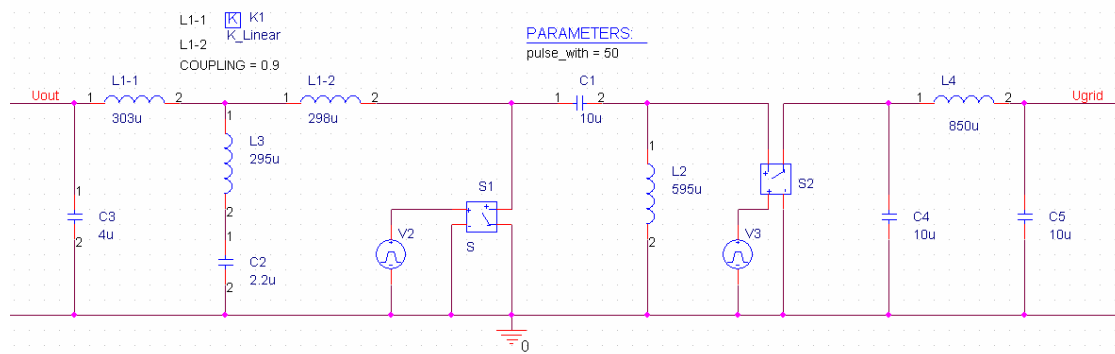 L1-1 K K1
K_Linear
L1-2
COUPLING = 0.9
PARAMETERS:
pulse_with = 50
Uout
L1-1
1 2
303u
L1-2
1 2
298u
C1
1 2
10u
L4
1 2
850u
Ugrid
1
L3
295u
2
1
C2
2.2u
2
1
C3
4u
2
V2
S1
+ +
- -
S
1
L2
595u
2
V3
+ +
- -
S2
C4
10u
C5
10u
0